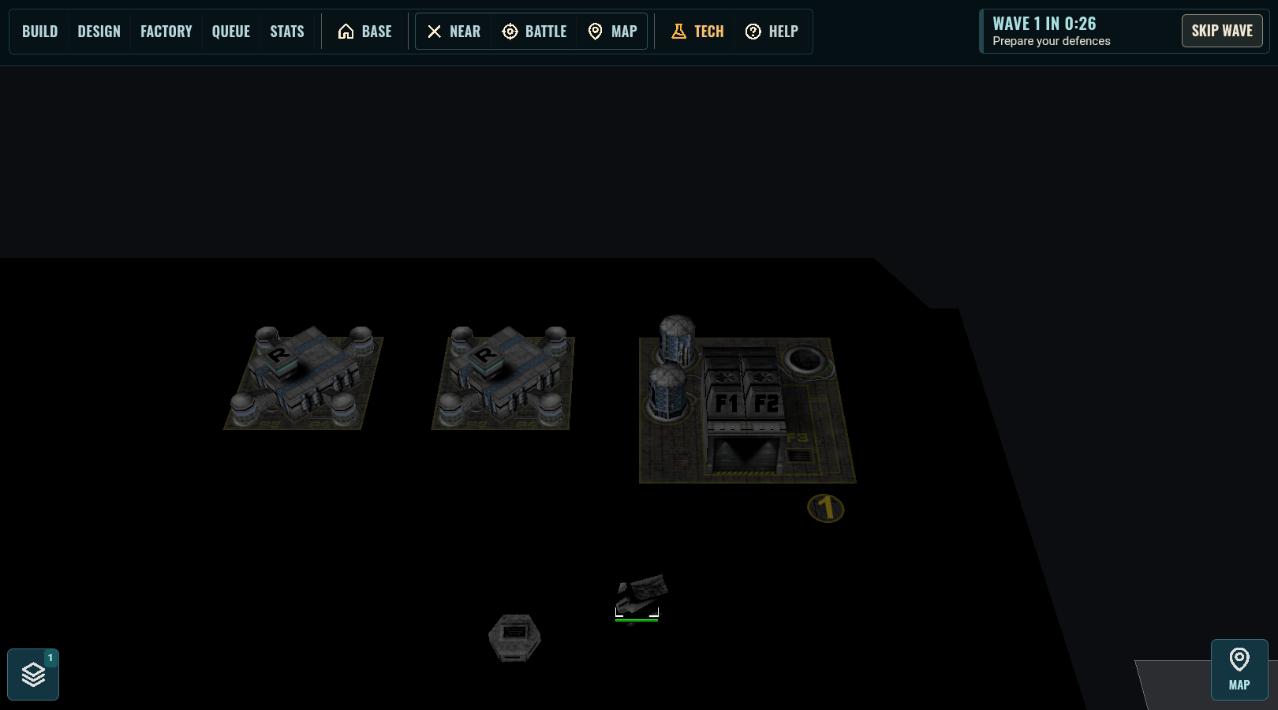 BUILD DESIGN FACTORY QUEUE STATS BASE NEAR BATTLE MAP TECH HELP
WAVE 1 IN 0:26
Prepare your defences
SKIP WAVE
R
R
F1 F2
F3
1
1
MAP